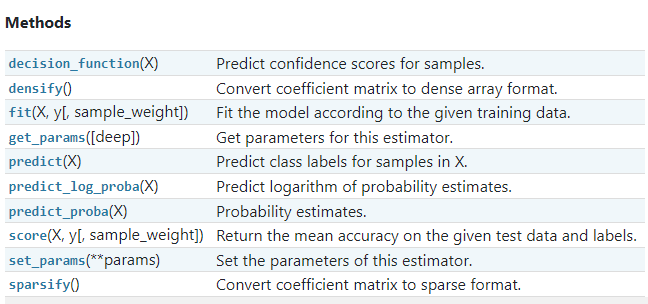 Methods
decision_function(X) Predict confidence scores for samples.
densify() Convert coefficient matrix to dense array format.
fit(X, y[, sample_weight]) Fit the model according to the given training data.
get_params([deep]) Get parameters for this estimator.
predict(X) Predict class labels for samples in X.
predict_log_proba(X) Predict logarithm of probability estimates.
predict_proba(X) Probability estimates.
score(X, y[, sample_weight]) Return the mean accuracy on the given test data and labels.
set_params(**params) Set the parameters of this estimator.
sparsify() Convert coefficient matrix to sparse format.